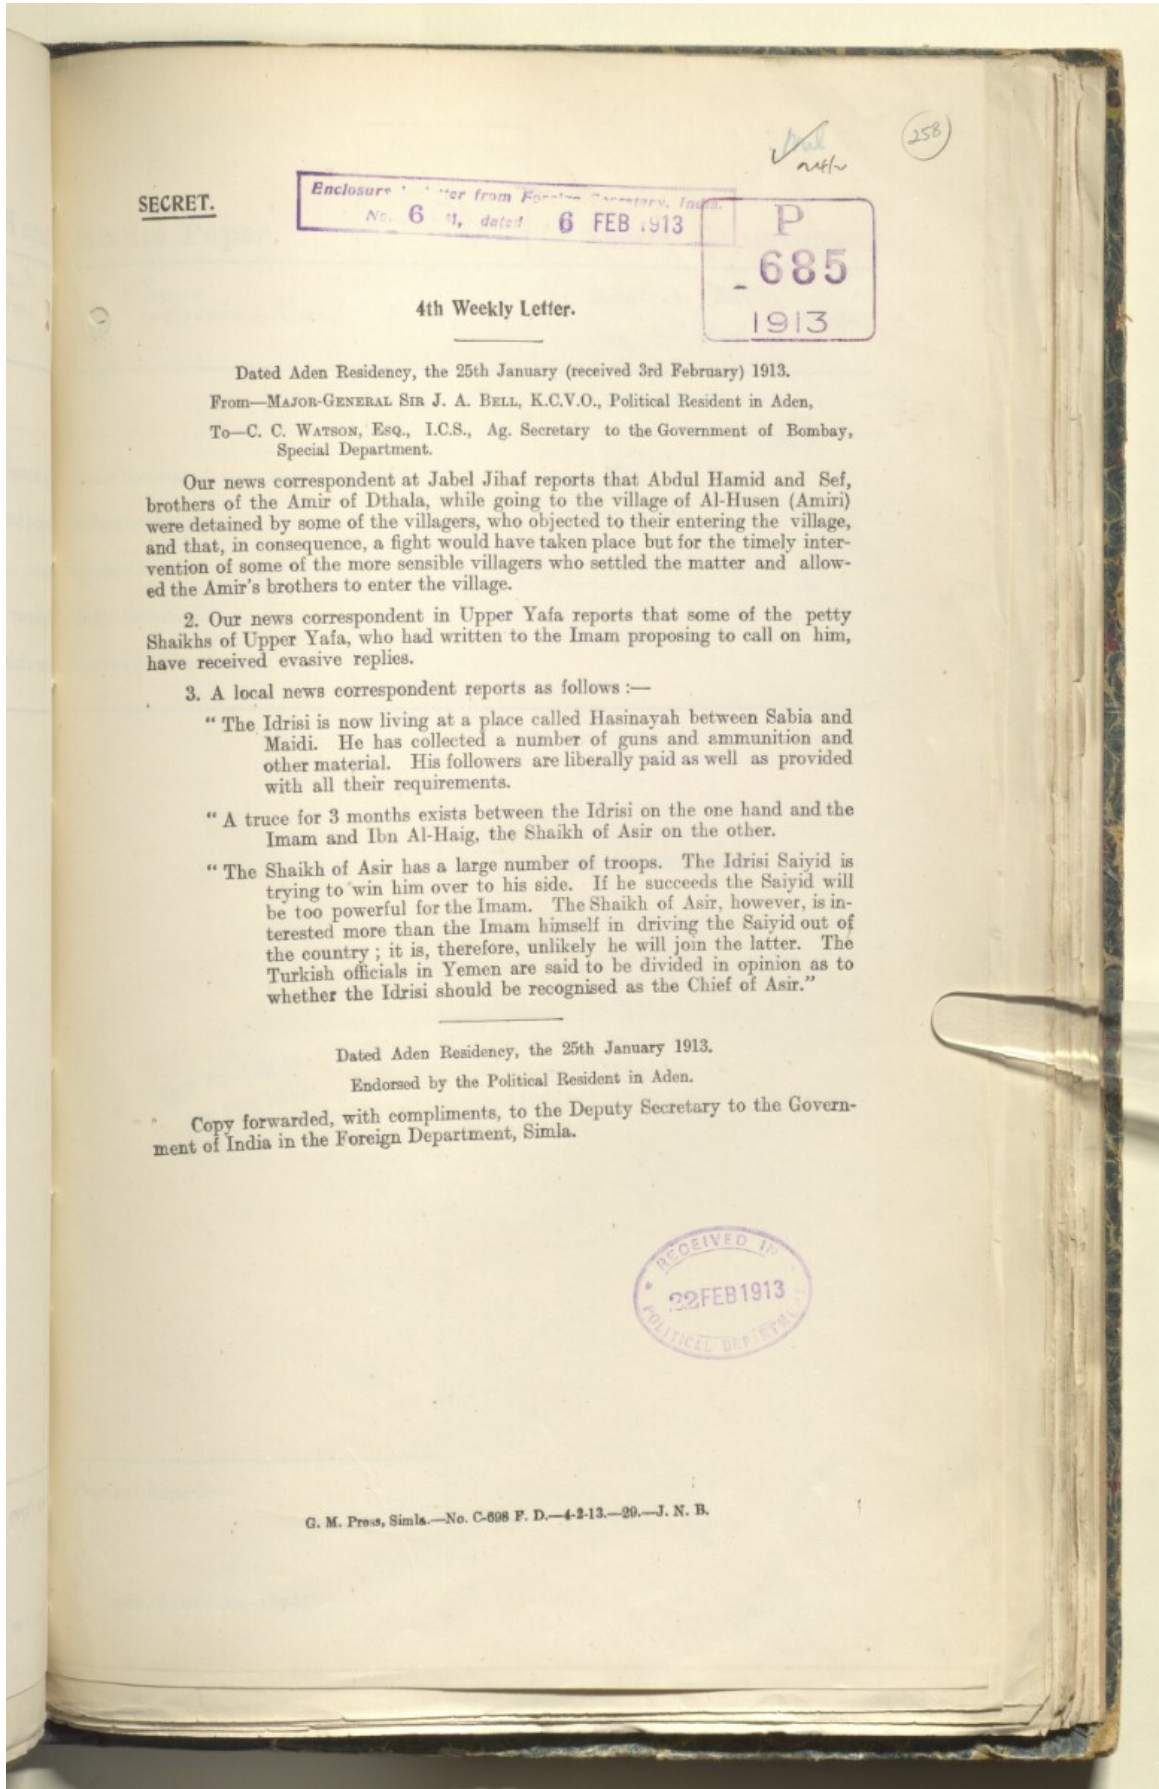 258
SECRET.
Enclosure from Foreign Secretary, India.
No. 6 M, dated 6 FEB 1913
P
685
1913
4th Weekly Letter.
Dated Aden Residency, the 25th January (received 3rd February) 1913.
From—MAJOR-GENERAL SIR J. A. BELL, K.C.V.O., Political Resident in Aden,
To—C. C. WATSON, ESQ., I.C.S., Ag. Secretary to the Government of Bombay,
Special Department.
Our news correspondent at Jabel Jihaf reports that Abdul Hamid and Sef,
brothers of the Amir of Dthala, while going to the village of Al-Husen (Amiri)
were detained by some of the villagers, who objected to their entering the village,
and that, in consequence, a fight would have taken place but for the timely inter-
vention of some of the more sensible villagers who settled the matter and allow-
ed the Amir's brothers to enter the village.
2. Our news correspondent in Upper Yafa reports that some of the petty
Shaikhs of Upper Yafa, who had written to the Imam proposing to call on him,
have received evasive replies.
3. A local news correspondent reports as follows :—
“ The Idrisi is now living at a place called Hasinayah between Sabia and
Maidi. He has collected a number of guns and ammunition and
other material. His followers are liberally paid as well as provided
with all their requirements.
“ A truce for 3 months exists between the Idrisi on the one hand and the
Imam and Ibn Al-Haig, the Shaikh of Asir on the other.
“ The Shaikh of Asir has a large number of troops. The Idrisi Saiyid is
trying to win him over to his side. If he succeeds the Saiyid will
be too powerful for the Imam. The Shaikh of Asir, however, is in-
terested more than the Imam himself in driving the Saiyid out of
the country ; it is, therefore, unlikely he will join the latter. The
Turkish officials in Yemen are said to be divided in opinion as to
whether the Idrisi should be recognised as the Chief of Asir.”
Dated Aden Residency, the 25th January 1913.
Endorsed by the Political Resident in Aden.
Copy forwarded, with compliments, to the Deputy Secretary to the Govern-
ment of India in the Foreign Department, Simla.
RECEIVED IN
22 FEB 1913
POLITICAL DEPARTMENT
G. M. Press, Simla.—No. C-698 F. D.—4-2-13.—29.—J. N. B.